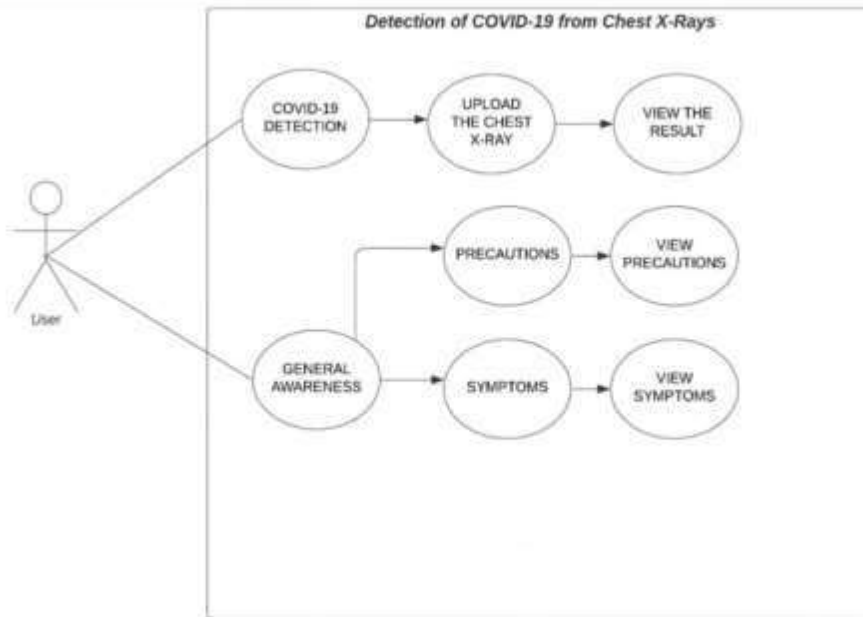 Detection of COVID-19 from Chest X-Rays
COVID-19
DETECTION
UPLOAD
THE CHEST
X-RAY
VIEW THE
RESULT
PRECAUTIONS
VIEW
PRECAUTIONS
User
GENERAL
AWARENESS
SYMPTOMS
VIEW
SYMPTOMS